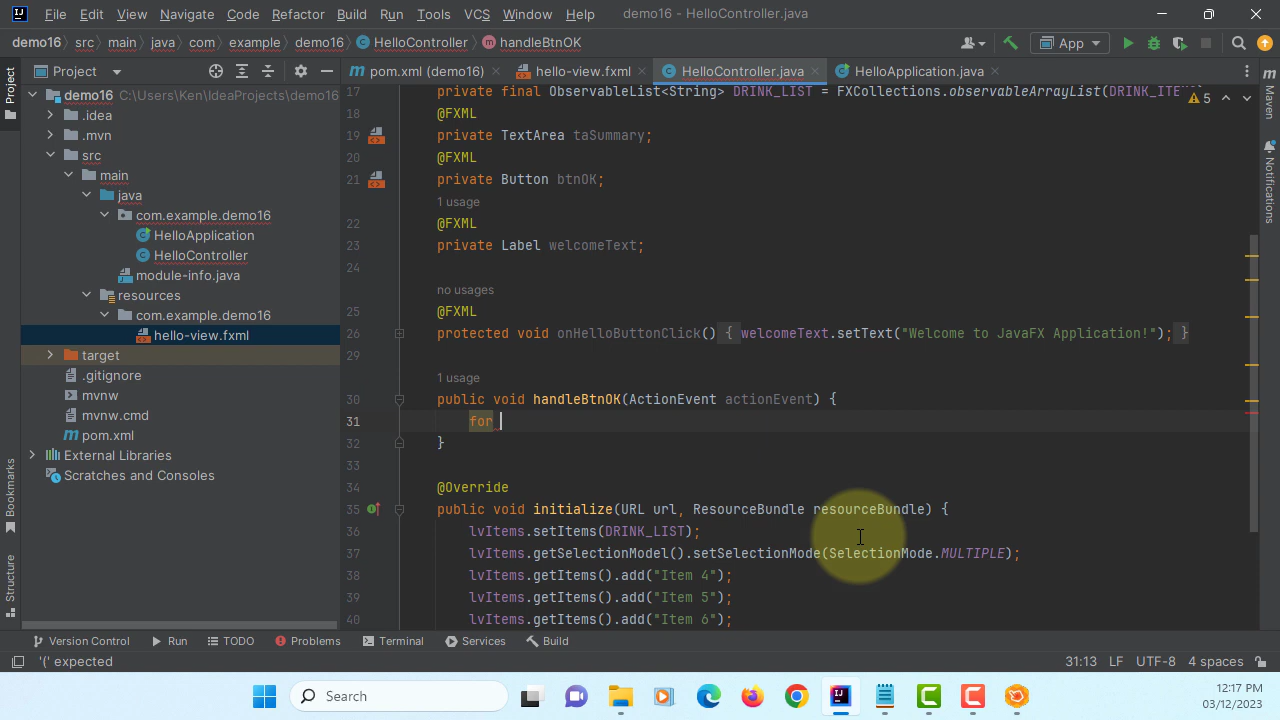 File Edit View Navigate Code Refactor Build Run Tools VCS Window Help demo16 - HelloController.java
demo16 src main java com example demo16 HelloController handleBtnOK App
Project pom.xml (demo16) hello-view.fxml HelloController.java HelloApplication.java
Project
Bookmarks
Structure
Maven
Notifications
demo16 C:\Users\Ken\IdeaProjects\demo16
.idea
.mvn
src
main
java
com.example.demo16
HelloApplication
HelloController
module-info.java
resources
com.example.demo16
hello-view.fxml
target
.gitignore
mvnw
mvnw.cmd
pom.xml
External Libraries
Scratches and Consoles
5
17 private final ObservableList<String> DRINK_LIST = FXCollections.observableArrayList(DRINK_ITEMS
18 @FXML
19 private TextArea taSummary;
20 @FXML
21 private Button btnOK;
1 usage
22 @FXML
23 private Label welcomeText;
24
no usages
25 @FXML
26 protected void onHelloButtonClick() { welcomeText.setText("Welcome to JavaFX Application!"); }
29
1 usage
30 public void handleBtnOK(ActionEvent actionEvent) {
31 for
32 }
33
34 @Override
35 public void initialize(URL url, ResourceBundle resourceBundle) {
36 lvItems.setItems(DRINK_LIST);
37 lvItems.getSelectionModel().setSelectionMode(SelectionMode.MULTIPLE);
38 lvItems.getItems().add("Item 4");
39 lvItems.getItems().add("Item 5");
40 lvItems.getItems().add("Item 6");
Version Control Run TODO Problems Terminal Services Build
'(' expected 31:13 LF UTF-8 4 spaces
Search
12:17 PM
03/12/2023